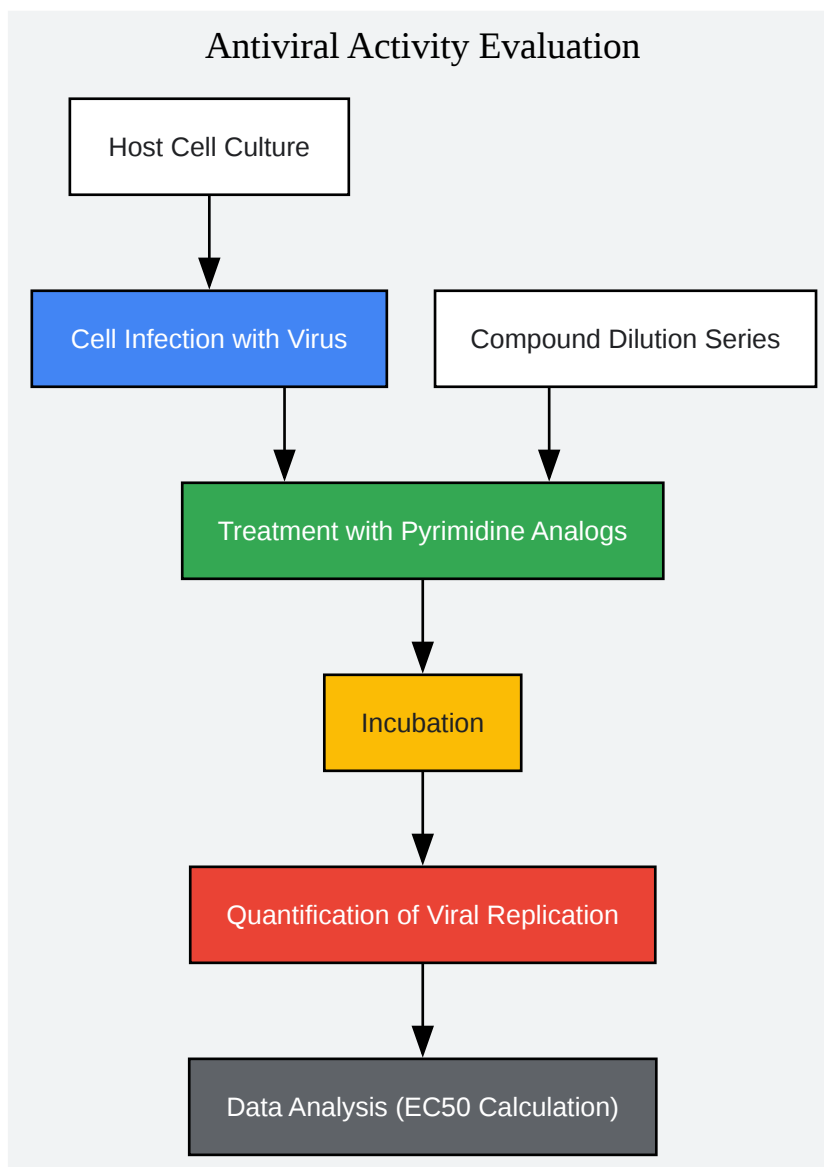 Antiviral Activity Evaluation
Host Cell Culture
Cell Infection with Virus
Compound Dilution Series
Treatment with Pyrimidine Analogs
Incubation
Quantification of Viral Replication
Data Analysis (EC50 Calculation)